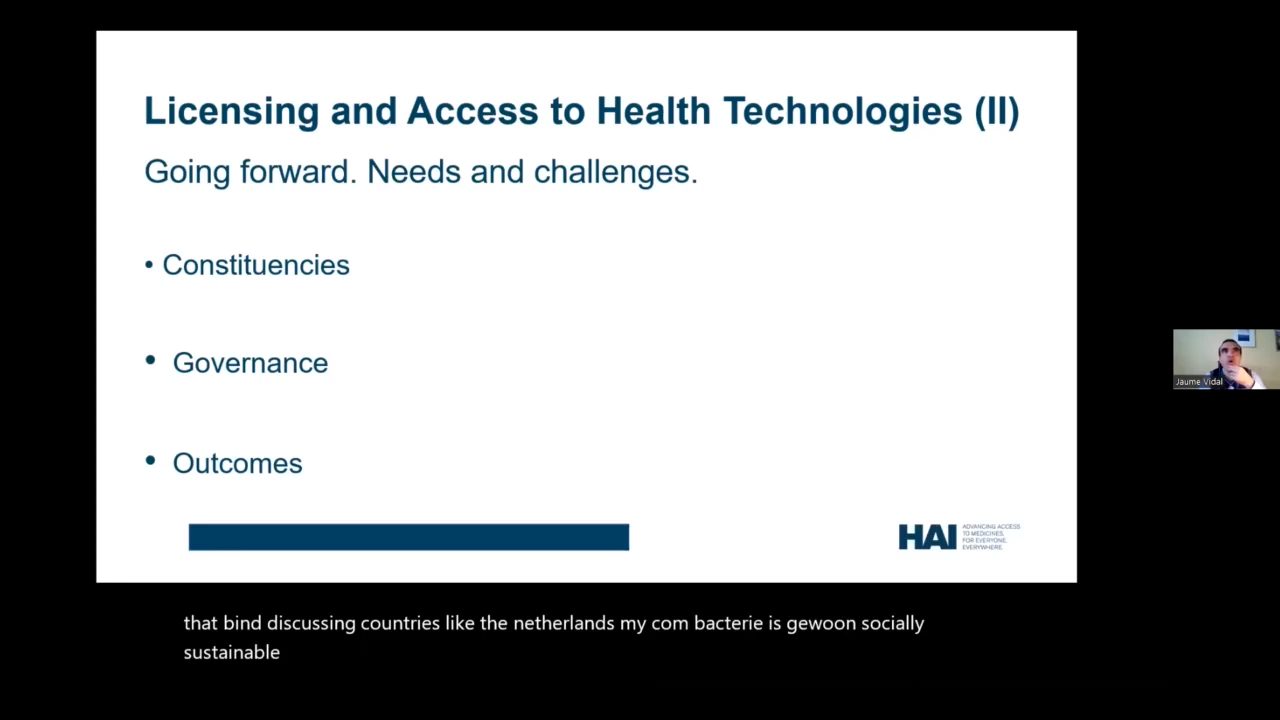 Licensing and Access to Health Technologies (II)
Going forward. Needs and challenges.
• Constituencies
• Governance
• Outcomes
HAI
ADVANCING ACCESS
TO MEDICINES.
FOR EVERYONE.
EVERYWHERE.
Jaume Vidal
that bind discussing countries like the netherlands my com bacterie is gewoon socially
sustainable